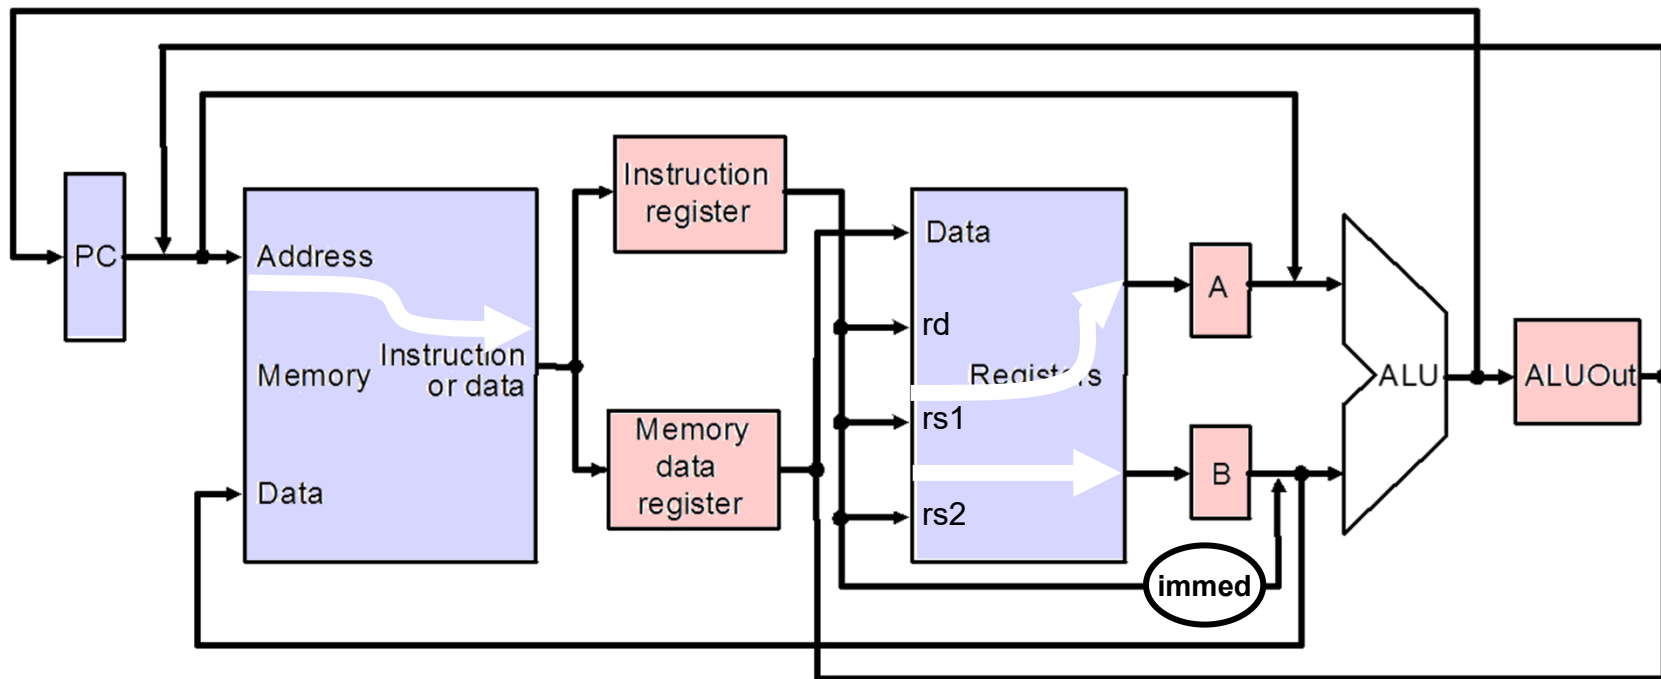 PC
Address
Memory
Instruction
or data
Data
Instruction
register
Memory
data
register
Data
rd
Registers
rs1
rs2
A
B
immed
ALU
ALUOut